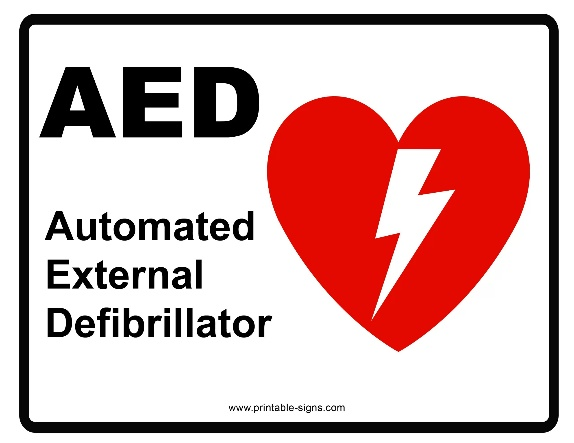 AED
Automated
External
Defibrillator
www.printable-signs.com